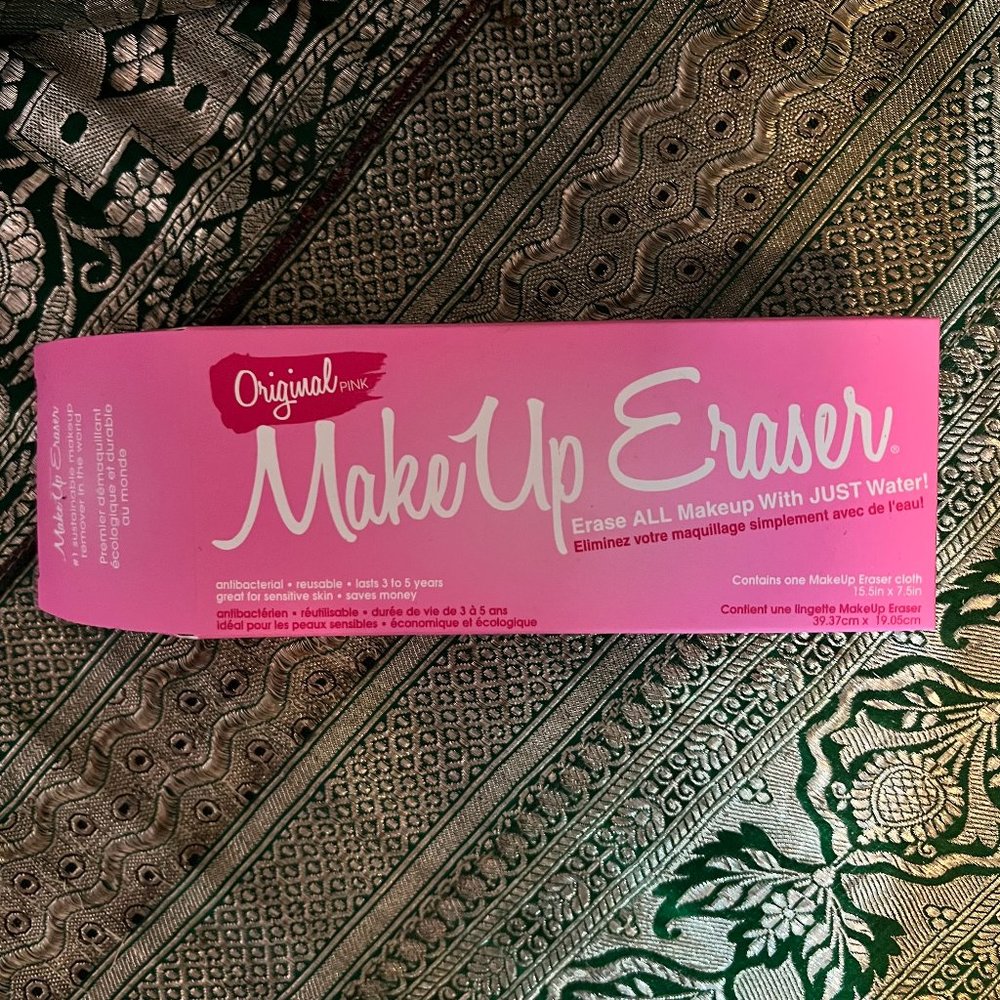 Original PINK
MakeUp Eraser®
Erase ALL Makeup With JUST Water!
Eliminez votre maquillage simplement avec de l'eau!
antibacterial • reusable • lasts 3 to 5 years
great for sensitive skin • saves money
antibactérien • réutilisable • durée de vie de 3 à 5 ans
idéal pour les peaux sensibles • économique et écologique
Contains one MakeUp Eraser cloth
15.5in x 7.5in
Contient une lingette MakeUp Eraser
39.37cm x 19.05cm
MakeUp Eraser
#1 sustainable makeup
remover in the world
Premier démaquillant
écologique et durable
au monde